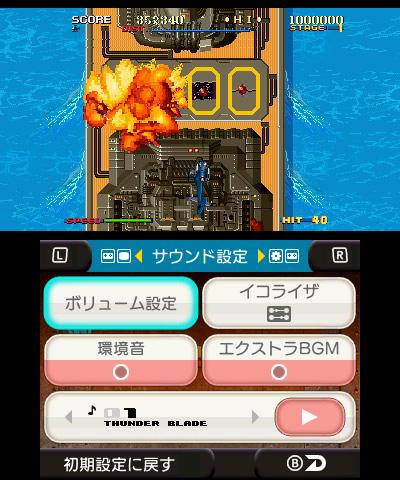 SCORE 352340 • HI • 1000000
STAGE 1
SPEED HIT 40
L サウンド設定 R
ボリューム設定 イコライザ
環境音 エクストラBGM
♪
THUNDER BLADE
初期設定に戻す B